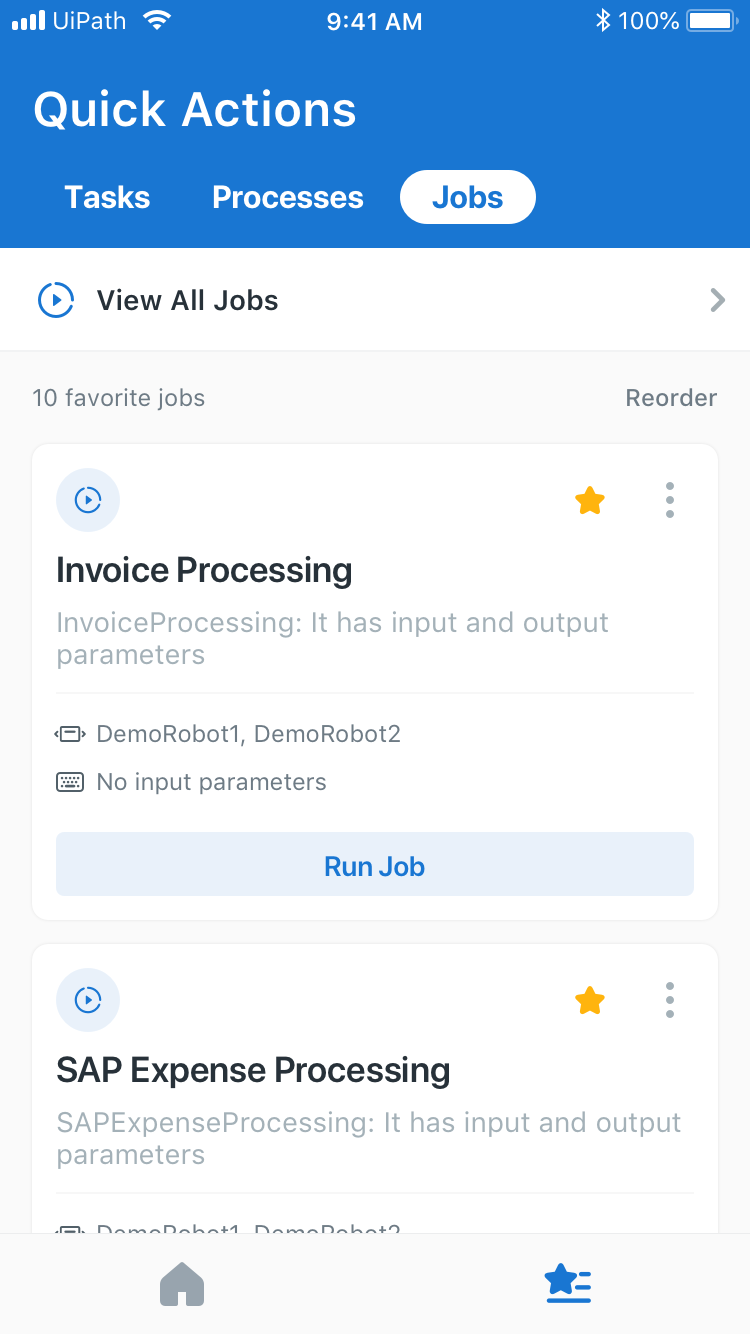 UiPath 9:41 AM 100%
Quick Actions
Tasks Processes Jobs
View All Jobs
10 favorite jobs Reorder
Invoice Processing
InvoiceProcessing: It has input and output
parameters
DemoRobot1, DemoRobot2
No input parameters
Run Job
SAP Expense Processing
SAPExpenseProcessing: It has input and output
parameters
DemoRobot1, DemoRobot2